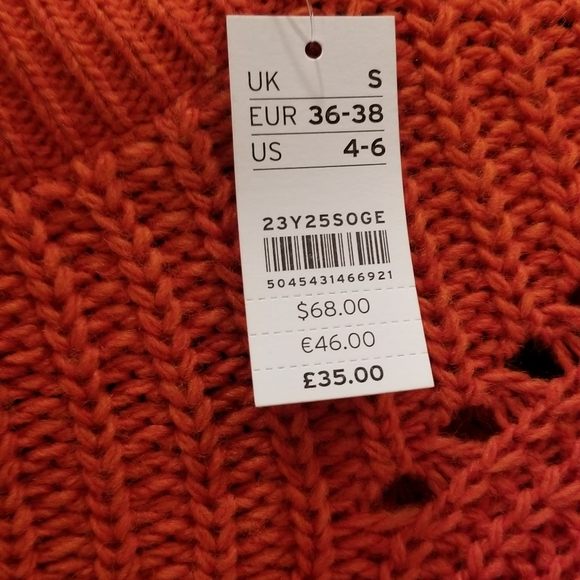 UK S
EUR 36-38
US 4-6
23Y25SOGE
5045431466921
$68.00
€46.00
£35.00